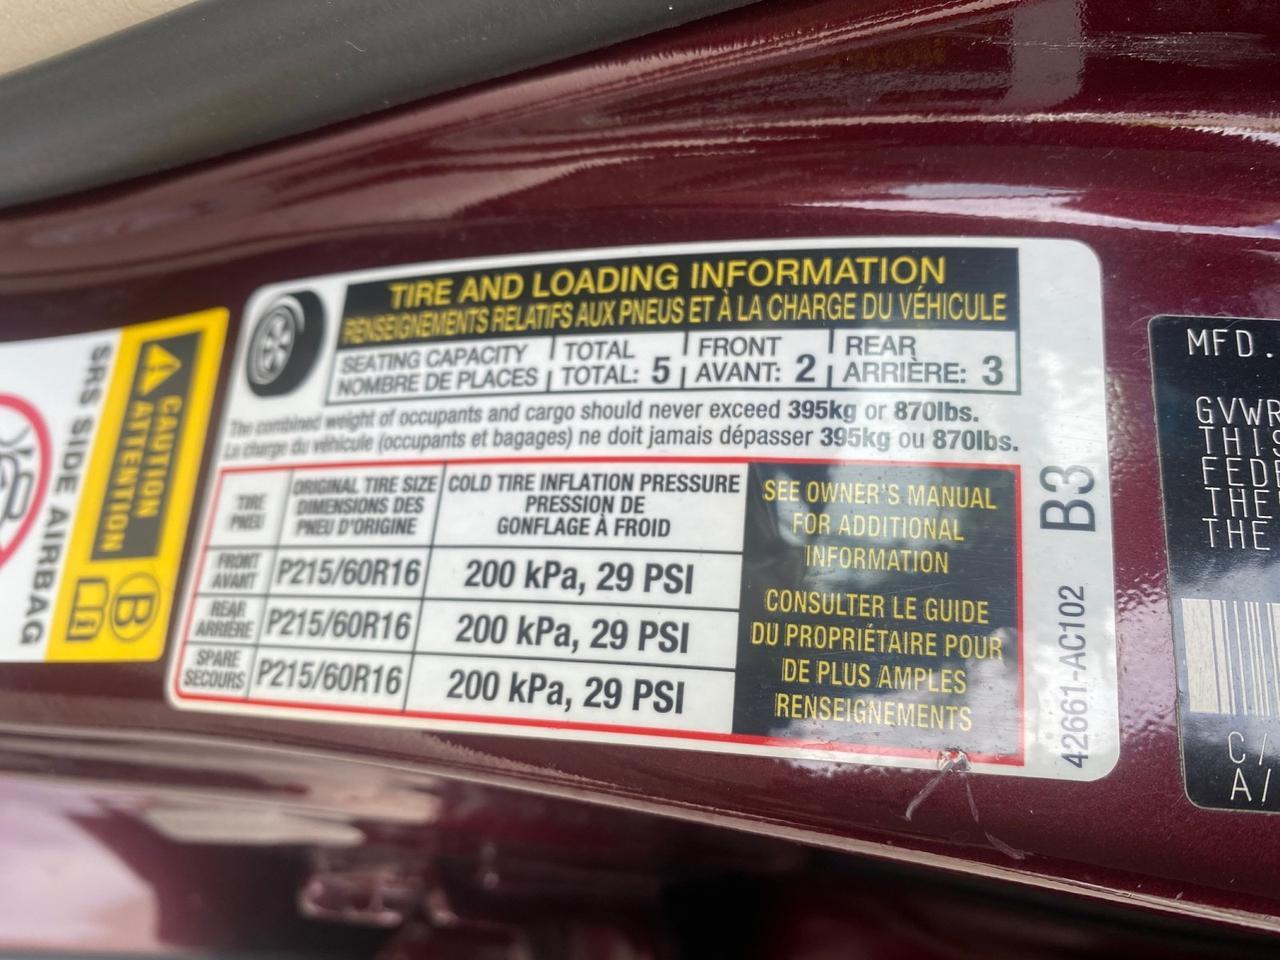 TIRE AND LOADING INFORMATION
RENSEIGNEMENTS RELATIFS AUX PNEUS ET À LA CHARGE DU VÉHICULE
SEATING CAPACITY
NOMBRE DE PLACES
TOTAL
TOTAL: 5
FRONT
AVANT: 2
REAR
ARRIÈRE: 3
The combined weight of occupants and cargo should never exceed 395kg or 870lbs.
La charge du véhicule (occupants et bagages) ne doit jamais dépasser 395kg ou 870lbs.
TIRE
PNEU
ORIGINAL TIRE SIZE
DIMENSIONS DES
PNEU D'ORIGINE
COLD TIRE INFLATION PRESSURE
PRESSION DE
GONFLAGE À FROID
FRONT
AVANT
P215/60R16
200 kPa, 29 PSI
REAR
ARRIÈRE
P215/60R16
200 kPa, 29 PSI
SPARE
SECOURS
P215/60R16
200 kPa, 29 PSI
SEE OWNER'S MANUAL
FOR ADDITIONAL
INFORMATION
CONSULTER LE GUIDE
DU PROPRIÉTAIRE POUR
DE PLUS AMPLES
RENSEIGNEMENTS
B3
42661-AC102
CAUTION
ATTENTION
B
SRS SIDE AIRBAG
MFD.
GVWR
THIS
THE
THE
C/
A/